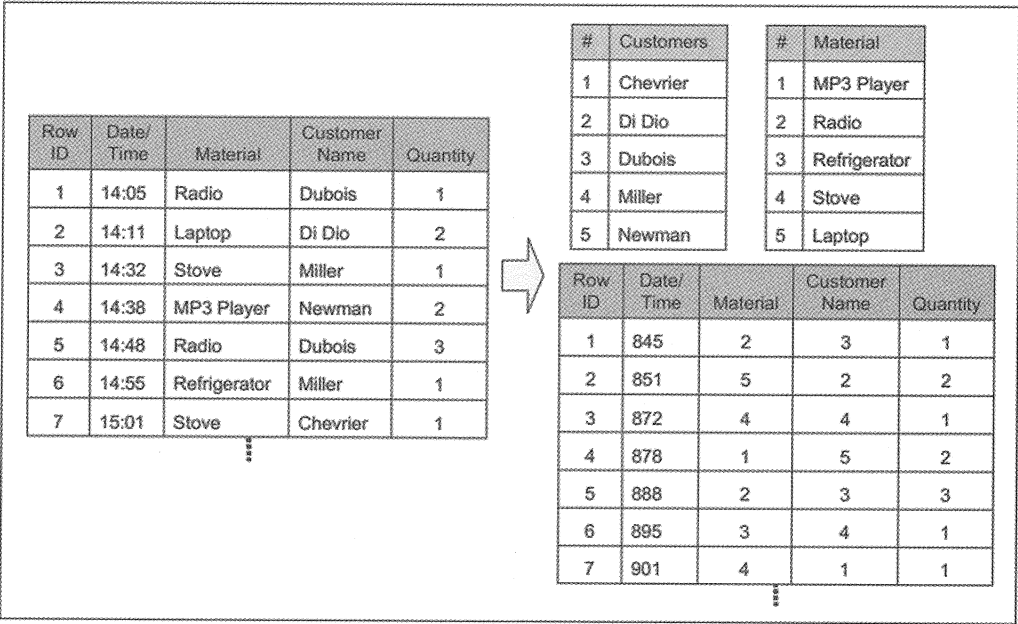 Row ID Date/ Time Material Customer Name Quantity
1 14:05 Radio Dubois 1
2 14:11 Laptop Di Dio 2
3 14:32 Stove Miller 1
4 14:38 MP3 Player Newman 2
5 14:48 Radio Dubois 3
6 14:55 Refrigerator Miller 1
7 15:01 Stove Chevrier 1
# Customers
1 Chevrier
2 Di Dio
3 Dubois
4 Miller
5 Newman
# Material
1 MP3 Player
2 Radio
3 Refrigerator
4 Stove
5 Laptop
Row ID Date/ Time Material Customer Name Quantity
1 845 2 3 1
2 851 5 2 2
3 872 4 4 1
4 878 1 5 2
5 888 2 3 3
6 895 3 4 1
7 901 4 1 1